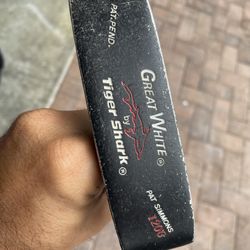 PAT. PEND.
GREAT WHITE®
by
Tiger Shark®
PAT SIMMONS